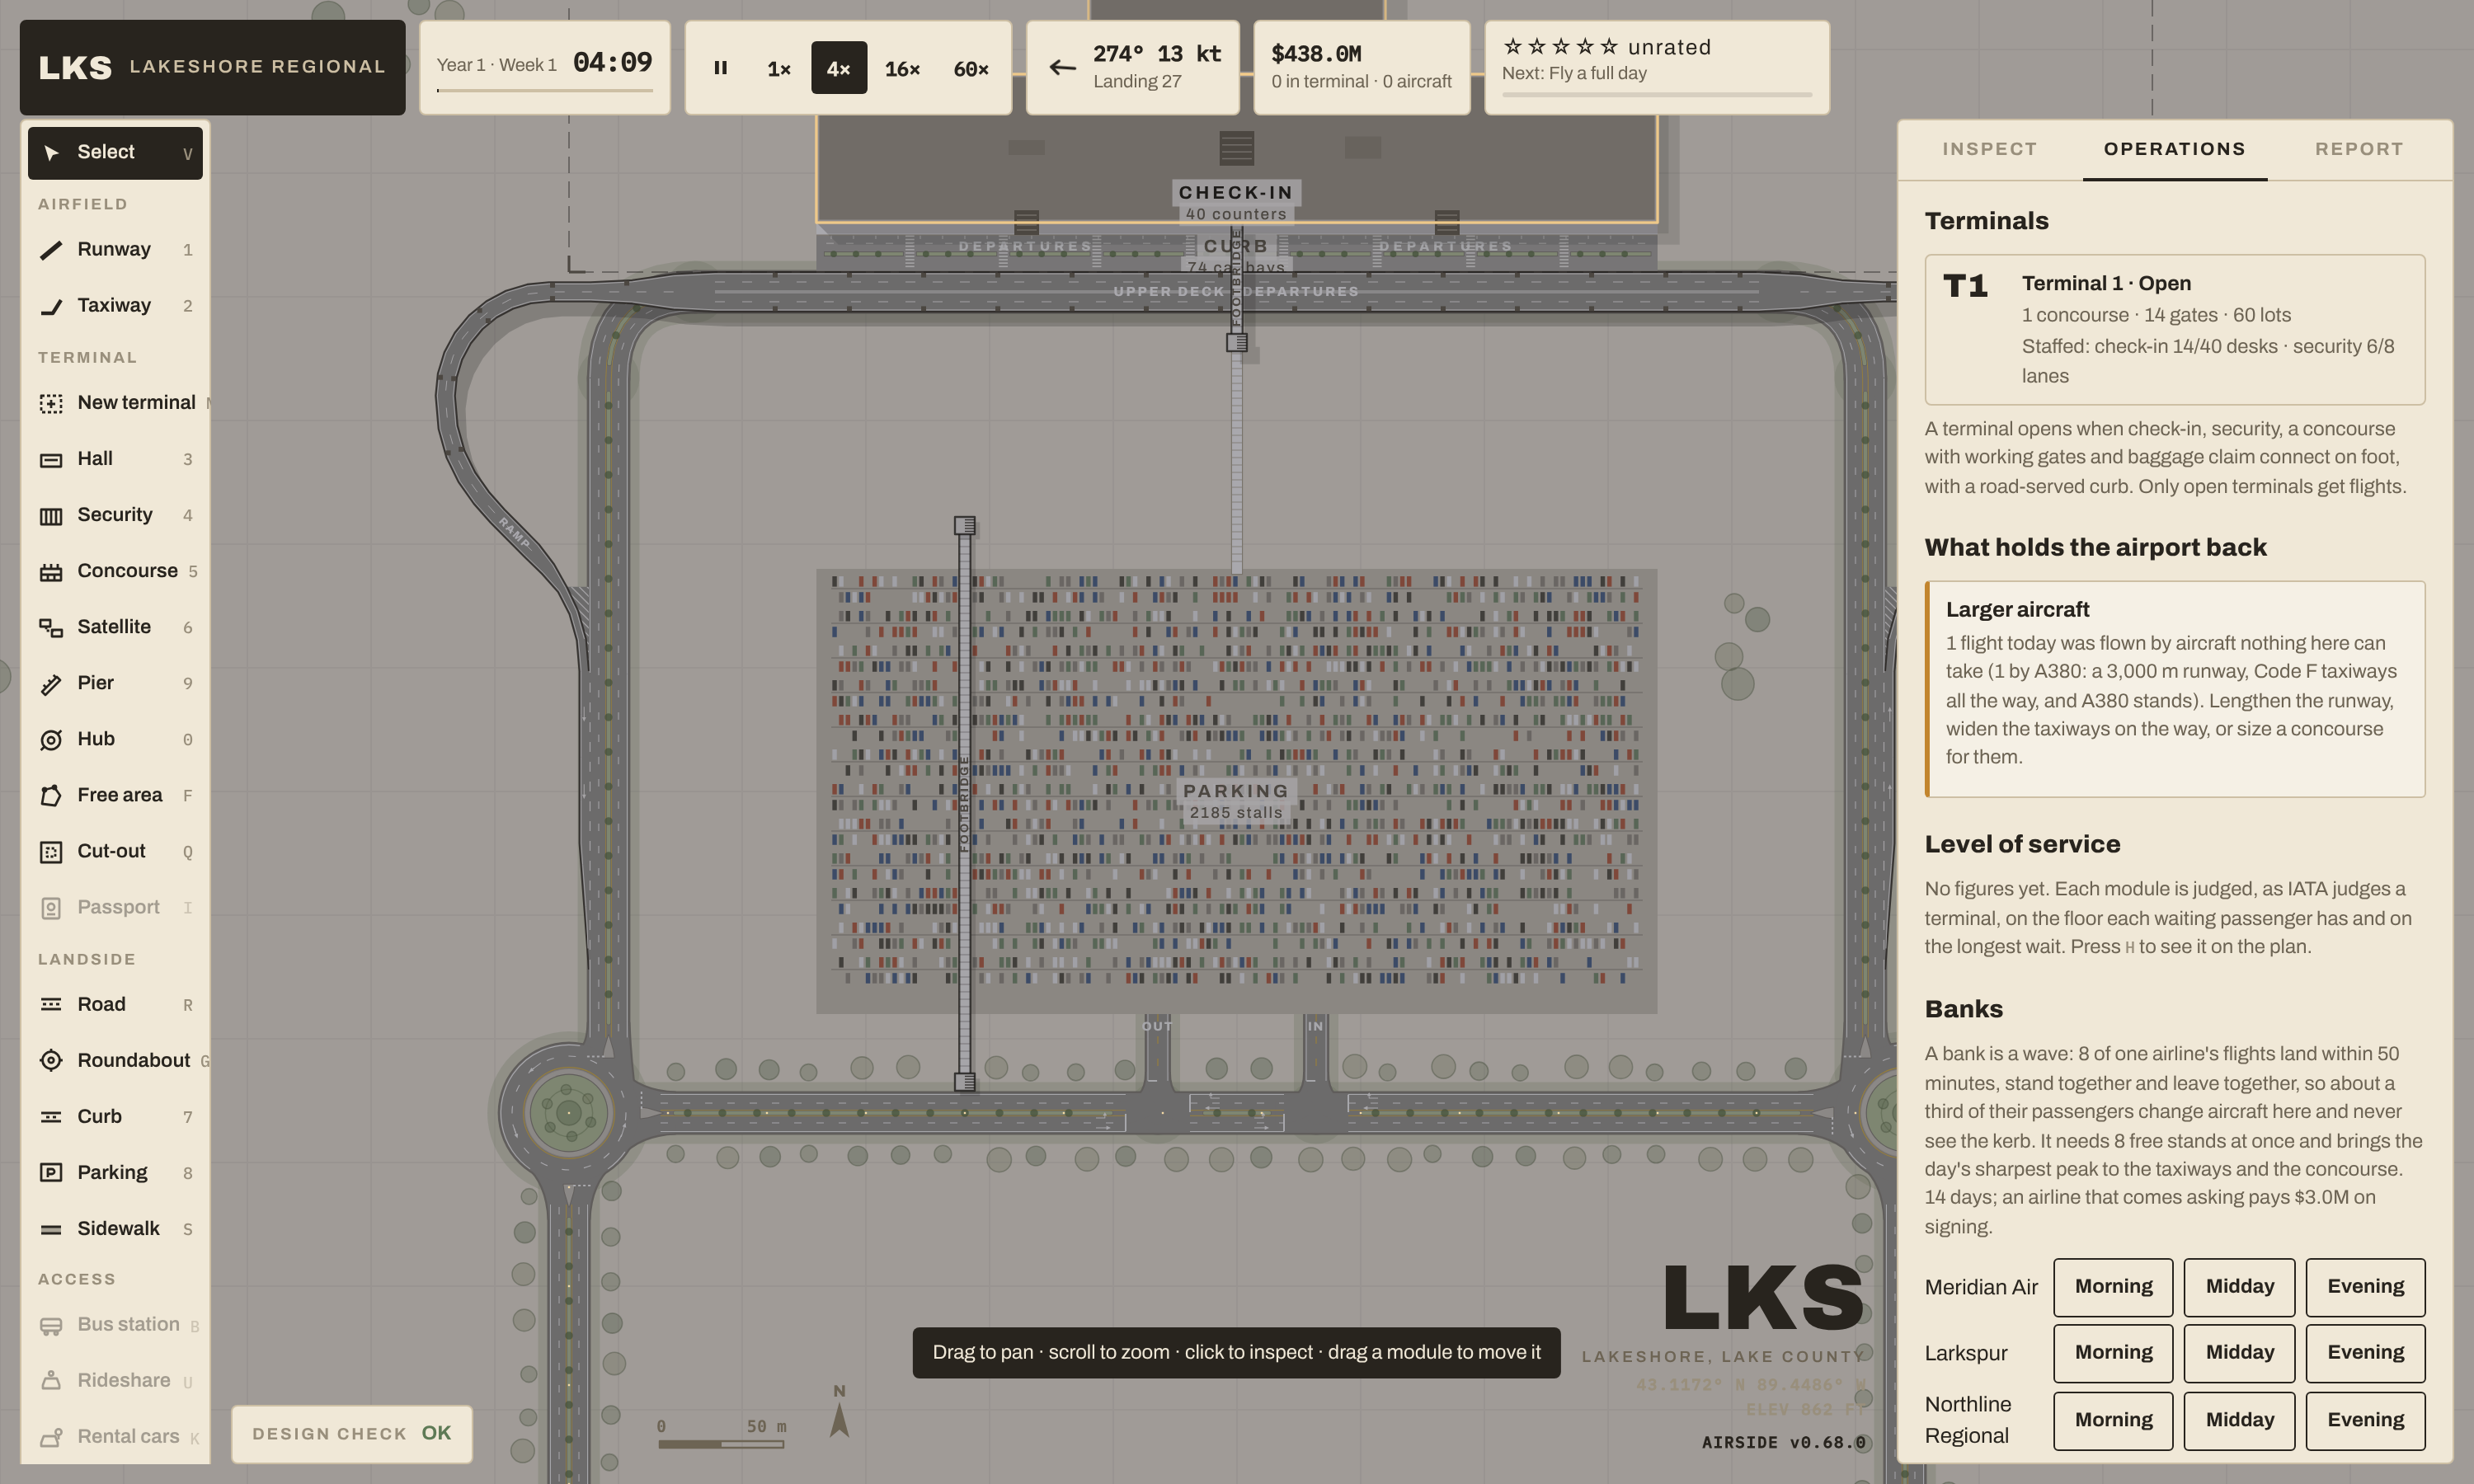 LKS LAKESHORE REGIONAL
Year 1 · Week 1 04:09
1× 4× 16× 60×
274° 13 kt
Landing 27
$438.0M
0 in terminal · 0 aircraft
☆☆☆☆☆ unrated
Next: Fly a full day
Select V
AIRFIELD
Runway 1
Taxiway 2
TERMINAL
New terminal
Hall 3
Security 4
Concourse 5
Satellite 6
Pier 9
Hub 0
Free area F
Cut-out Q
Passport I
LANDSIDE
Road R
Roundabout G
Curb 7
Parking 8
Sidewalk S
ACCESS
Bus station B
Rideshare U
Rental cars K
DESIGN CHECK OK
CHECK-IN
40 counters
DEPARTURES
CURB
DEPARTURES
74 car bays
UPPER DECK DEPARTURES
FOOTBRIDGE
RAMP
FOOTBRIDGE
PARKING
2185 stalls
OUT
IN
Drag to pan · scroll to zoom · click to inspect · drag a module to move it
0 50 m
N
LKS
LAKESHORE, LAKE COUNTY
43.1172° N 89.4486° W
ELEV 862 FT
AIRSIDE v0.68.0
INSPECT OPERATIONS REPORT
Terminals
T1
Terminal 1 · Open
1 concourse · 14 gates · 60 lots
Staffed: check-in 14/40 desks · security 6/8
lanes
A terminal opens when check-in, security, a concourse
with working gates and baggage claim connect on foot,
with a road-served curb. Only open terminals get flights.
What holds the airport back
Larger aircraft
1 flight today was flown by aircraft nothing here can
take (1 by A380: a 3,000 m runway, Code F taxiways
all the way, and A380 stands). Lengthen the runway,
widen the taxiways on the way, or size a concourse
for them.
Level of service
No figures yet. Each module is judged, as IATA judges a
terminal, on the floor each waiting passenger has and on
the longest wait. Press H to see it on the plan.
Banks
A bank is a wave: 8 of one airline's flights land within 50
minutes, stand together and leave together, so about a
third of their passengers change aircraft here and never
see the kerb. It needs 8 free stands at once and brings the
day's sharpest peak to the taxiways and the concourse.
14 days; an airline that comes asking pays $3.0M on
signing.
Meridian Air Morning Midday Evening
Larkspur Morning Midday Evening
Northline
Regional Morning Midday Evening